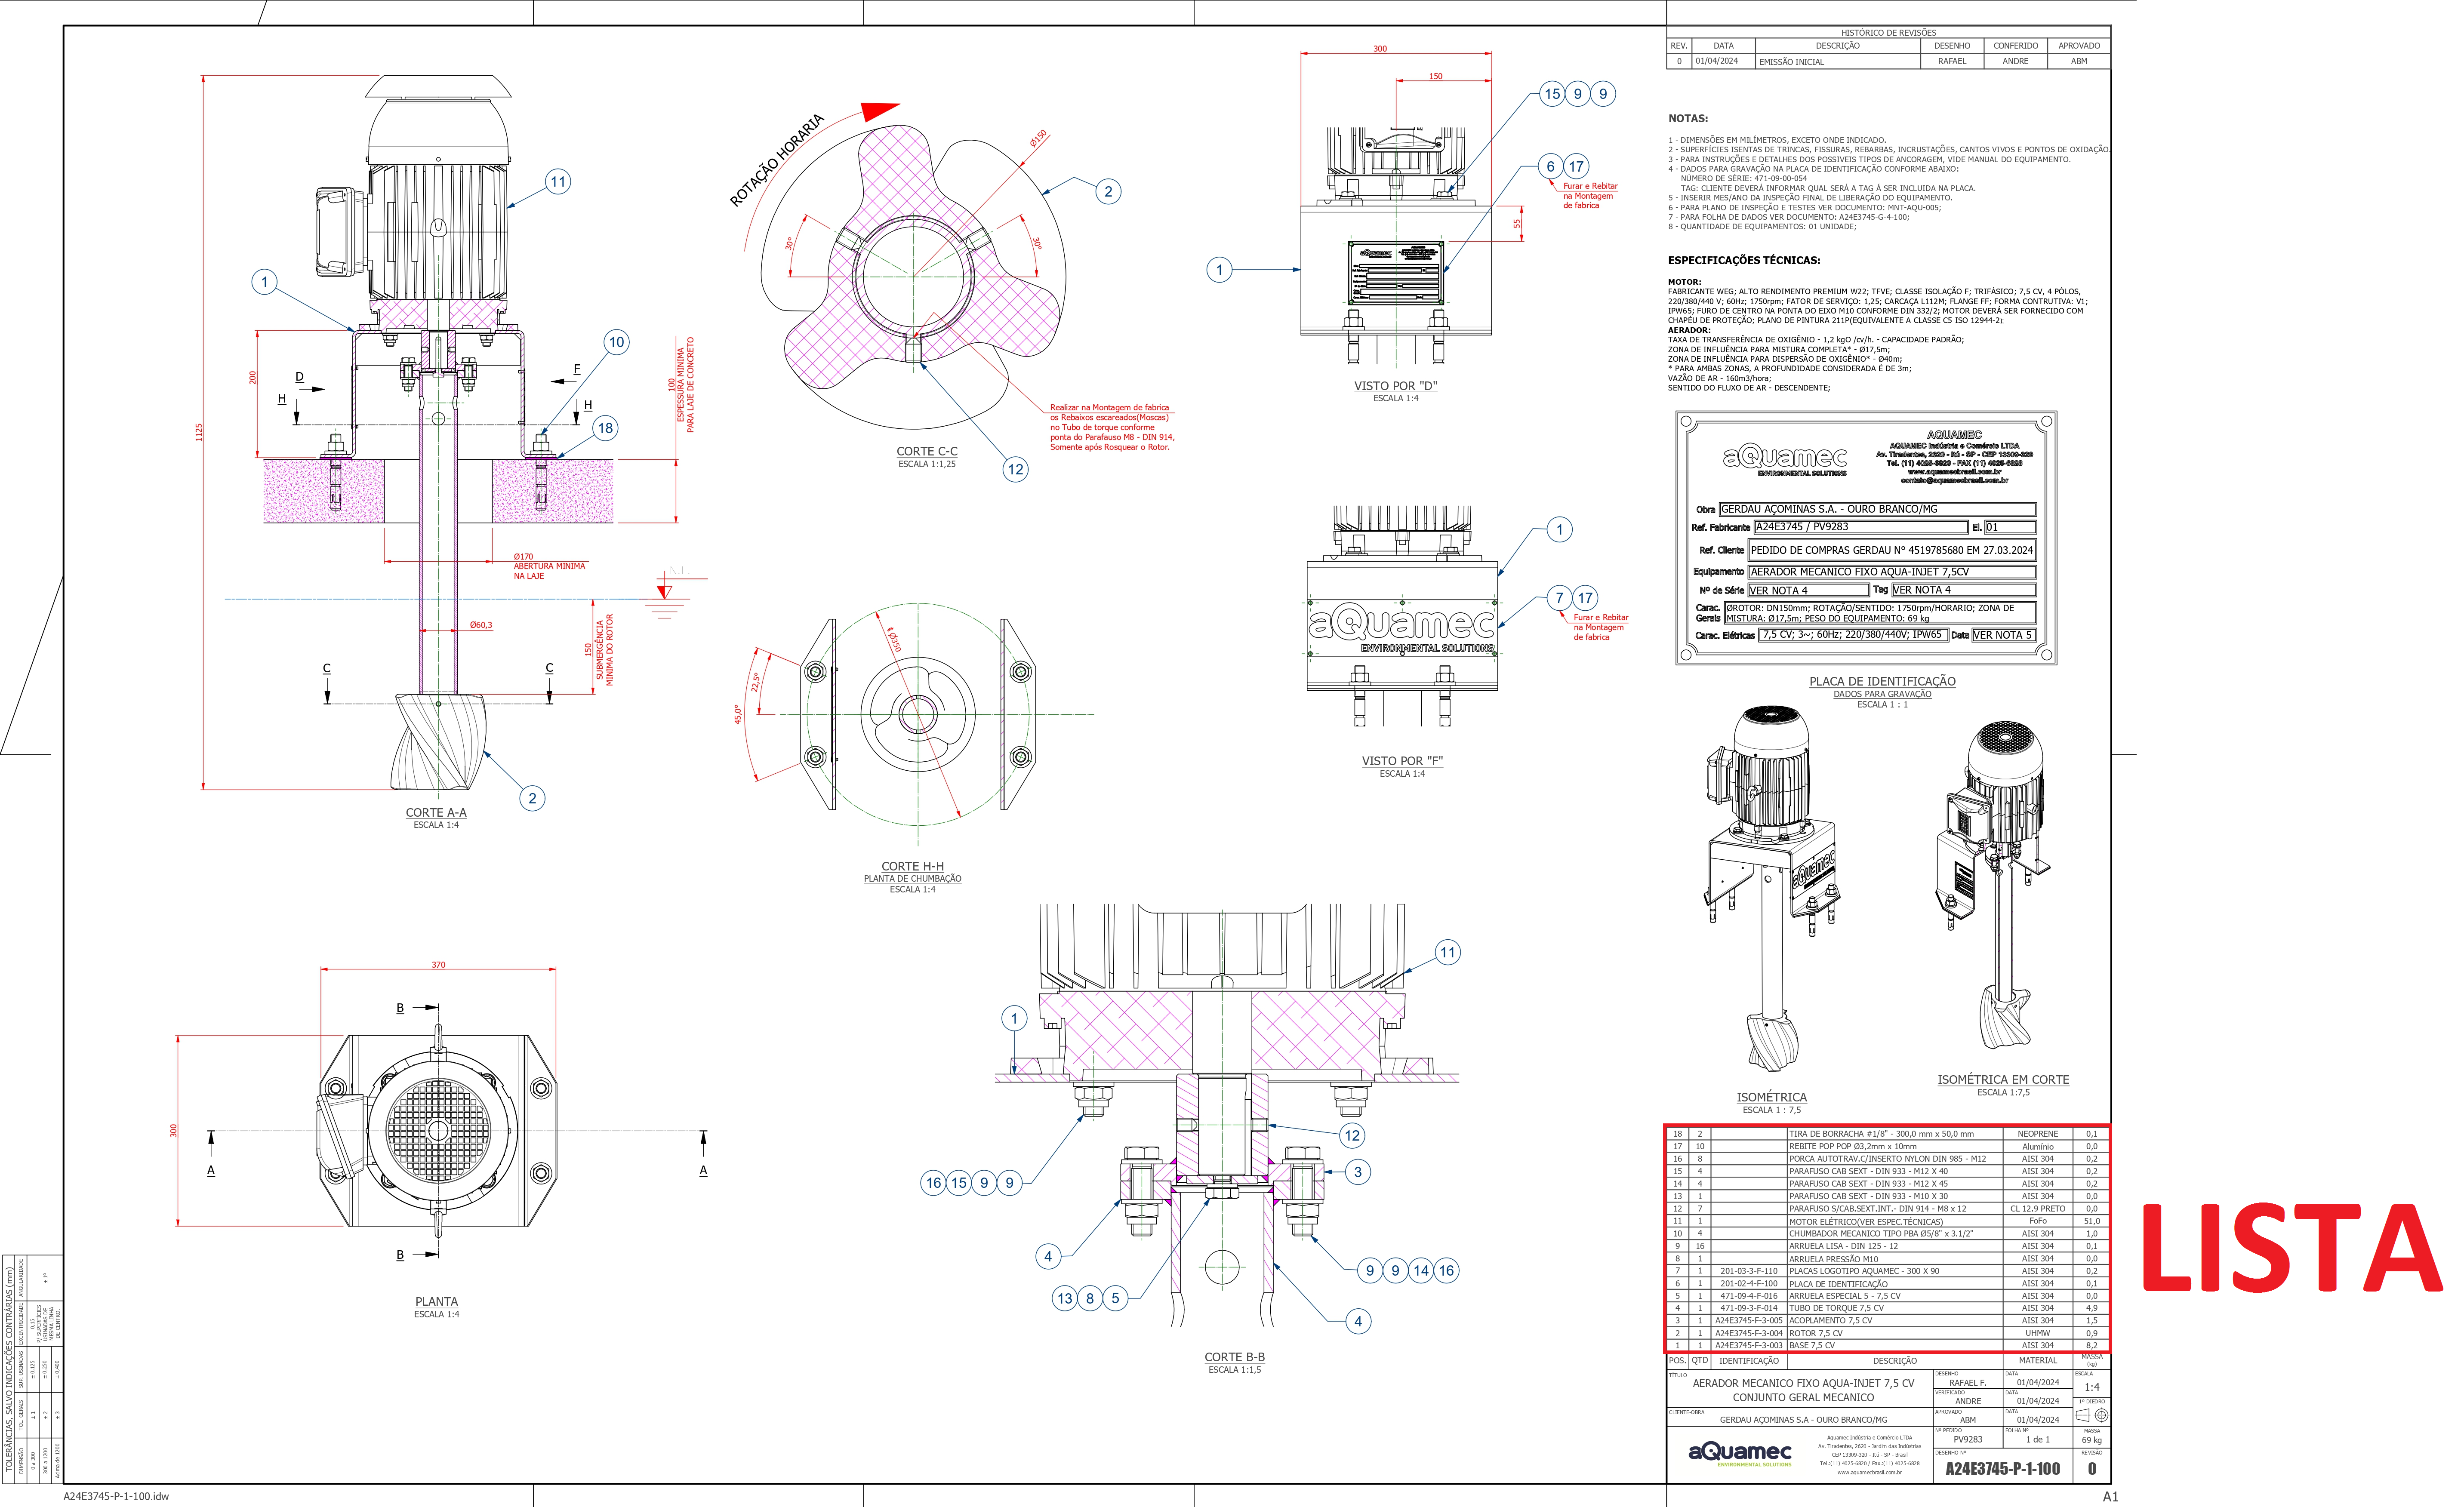 HISTÓRICO DE REVISÕES
REV. DATA DESCRIÇÃO DESENHO CONFERIDO APROVADO
0 01/04/2024 EMISSÃO INICIAL RAFAEL ANDRE ABM
NOTAS:
1 - DIMENSÕES EM MILÍMETROS, EXCETO ONDE INDICADO.
2 - SUPERFÍCIES ISENTAS DE TRINCAS, FISSURAS, REBARBAS, INCRUSTAÇÕES, CANTOS VIVOS E PONTOS DE OXIDAÇÃO.
3 - PARA INSTRUÇÕES E DETALHES DOS POSSIVEIS TIPOS DE ANCORAGEM, VIDE MANUAL DO EQUIPAMENTO.
4 - DADOS PARA GRAVAÇÃO NA PLACA DE IDENTIFICAÇÃO CONFORME ABAIXO:
NÚMERO DE SÉRIE: 471-09-00-054
TAG: CLIENTE DEVERÁ INFORMAR QUAL SERÁ A TAG Á SER INCLUIDA NA PLACA.
5 - INSERIR MES/ANO DA INSPEÇÃO FINAL DE LIBERAÇÃO DO EQUIPAMENTO.
6 - PARA PLANO DE INSPEÇÃO E TESTES VER DOCUMENTO: MNT-AQU-005;
7 - PARA FOLHA DE DADOS VER DOCUMENTO: A24E3745-G-4-100;
8 - QUANTIDADE DE EQUIPAMENTOS: 01 UNIDADE;
ESPECIFICAÇÕES TÉCNICAS:
MOTOR:
FABRICANTE WEG; ALTO RENDIMENTO PREMIUM W22; TFVE; CLASSE ISOLAÇÃO F; TRIFÁSICO; 7,5 CV, 4 PÓLOS,
220/380/440 V; 60Hz; 1750rpm; FATOR DE SERVIÇO: 1,25; CARCAÇA L112M; FLANGE FF; FORMA CONTRUTIVA: V1;
IPW65; FURO DE CENTRO NA PONTA DO EIXO M10 CONFORME DIN 332/2; MOTOR DEVERÁ SER FORNECIDO COM
CHAPÉU DE PROTEÇÃO; PLANO DE PINTURA 211P(EQUIVALENTE A CLASSE C5 ISO 12944-2);
AERADOR:
TAXA DE TRANSFERÊNCIA DE OXIGÊNIO - 1,2 kgO /cv/h. - CAPACIDADE PADRÃO;
ZONA DE INFLUÊNCIA PARA MISTURA COMPLETA* - Ø17,5m;
ZONA DE INFLUÊNCIA PARA DISPERSÃO DE OXIGÊNIO* - Ø40m;
* PARA AMBAS ZONAS, A PROFUNDIDADE CONSIDERADA É DE 3m;
VAZÃO DE AR - 160m3/hora;
SENTIDO DO FLUXO DE AR - DESCENDENTE;
aQuamec
ENVIRONMENTAL SOLUTIONS
AQUAMEC
AQUAMEC Indústria e Comércio LTDA
Av. Tiradentes, 2620 - Itú - SP - CEP 13309-320
Tel. (11) 4025-6820 - FAX (11) 4025-6828
www.aquamecbrasil.com.br
contato@aquamecbrasil.com.br
Obra GERDAU AÇOMINAS S.A. - OURO BRANCO/MG
Ref. Fabricante A24E3745 / PV9283 El. 01
Ref. Cliente PEDIDO DE COMPRAS GERDAU Nº 4519785680 EM 27.03.2024
Equipamento AERADOR MECANICO FIXO AQUA-INJET 7,5CV
Nº de Série VER NOTA 4 Tag VER NOTA 4
Carac. Gerais ØROTOR: DN150mm; ROTAÇÃO/SENTIDO: 1750rpm/HORARIO; ZONA DE
MISTURA: Ø17,5m; PESO DO EQUIPAMENTO: 69 kg
Carac. Elétricas 7,5 CV; 3~; 60Hz; 220/380/440V; IPW65 Data VER NOTA 5
PLACA DE IDENTIFICAÇÃO
DADOS PARA GRAVAÇÃO
ESCALA 1 : 1
1125
200
11
1
10
18
2
D
F
H
H
C
C
100
ESPESSURA MINIMA
PARA LAJE DE CONCRETO
Ø170
ABERTURA MINIMA
NA LAJE
N.L.
Ø60,3
150
SUBMERGÊNCIA
MINIMA DO ROTOR
CORTE A-A
ESCALA 1:4
ROTAÇÃO HORARIA
Ø150
2
30º
30º
12
Realizar na Montagem de fabrica
os Rebaixos escareados(Moscas)
no Tubo de torque conforme
ponta do Parafauso M8 - DIN 914,
Somente após Rosquear o Rotor.
CORTE C-C
ESCALA 1:1,25
Ø350
22,5º
45,0º
CORTE H-H
PLANTA DE CHUMBAÇÃO
ESCALA 1:4
300
150
15 9 9
6 17
Furar e Rebitar
na Montagem
de fabrica
55
1
VISTO POR "D"
ESCALA 1:4
1
7 17
Furar e Rebitar
na Montagem
de fabrica
aQuamec
ENVIRONMENTAL SOLUTIONS
VISTO POR "F"
ESCALA 1:4
370
300
B
B
A
A
PLANTA
ESCALA 1:4
11
1
12
3
16 15 9 9
4
13 8 5
9 9 14 16
4
CORTE B-B
ESCALA 1:1,5
aQuamec
ISOMÉTRICA
ESCALA 1 : 7,5
ISOMÉTRICA EM CORTE
ESCALA 1:7,5
18 2 TIRA DE BORRACHA #1/8" - 300,0 mm x 50,0 mm NEOPRENE 0,1
17 10 REBITE POP POP Ø3,2mm x 10mm Alumínio 0,0
16 8 PORCA AUTOTRAV.C/INSERTO NYLON DIN 985 - M12 AISI 304 0,2
15 4 PARAFUSO CAB SEXT - DIN 933 - M12 X 40 AISI 304 0,2
14 4 PARAFUSO CAB SEXT - DIN 933 - M12 X 45 AISI 304 0,2
13 1 PARAFUSO CAB SEXT - DIN 933 - M10 X 30 AISI 304 0,0
12 7 PARAFUSO S/CAB.SEXT.INT.- DIN 914 - M8 x 12 CL 12.9 PRETO 0,0
11 1 MOTOR ELÉTRICO(VER ESPEC.TÉCNICAS) FoFo 51,0
10 4 CHUMBADOR MECANICO TIPO PBA Ø5/8" x 3.1/2" AISI 304 1,0
9 16 ARRUELA LISA - DIN 125 - 12 AISI 304 0,1
8 1 ARRUELA PRESSÃO M10 AISI 304 0,0
7 1 201-03-3-F-110 PLACAS LOGOTIPO AQUAMEC - 300 X 90 AISI 304 0,2
6 1 201-02-4-F-100 PLACA DE IDENTIFICAÇÃO AISI 304 0,1
5 1 471-09-4-F-016 ARRUELA ESPECIAL 5 - 7,5 CV AISI 304 0,0
4 1 471-09-3-F-014 TUBO DE TORQUE 7,5 CV AISI 304 4,9
3 1 A24E3745-F-3-005 ACOPLAMENTO 7,5 CV AISI 304 1,5
2 1 A24E3745-F-3-004 ROTOR 7,5 CV UHMW 0,9
1 1 A24E3745-F-3-003 BASE 7,5 CV AISI 304 8,2
POS. QTD IDENTIFICAÇÃO DESCRIÇÃO MATERIAL MASSA (kg)
LISTA
TÍTULO
AERADOR MECANICO FIXO AQUA-INJET 7,5 CV
CONJUNTO GERAL MECANICO
DESENHO RAFAEL F. DATA 01/04/2024 ESCALA 1:4
VERIFICADO ANDRE DATA 01/04/2024 1º DIEDRO
CLIENTE-OBRA
GERDAU AÇOMINAS S.A - OURO BRANCO/MG
APROVADO ABM DATA 01/04/2024
Nº PEDIDO PV9283 FOLHA Nº 1 de 1 MASSA 69 kg
aQuamec
ENVIRONMENTAL SOLUTIONS
Aquamec Indústria e Comércio LTDA
Av. Tiradentes, 2620 - Jardim das Indústrias
CEP 13309-320 - Itú - SP - Brasil
Tel.:(11) 4025-6820 / Fax.:(11) 4025-6828
www.aquamecbrasil.com.br
DESENHO Nº A24E3745-P-1-100 REVISÃO 0
TOLERÂNCIAS, SALVO INDICAÇÕES CONTRÁRIAS (mm)
DIMENSÃO TOL. GERAIS SUP. USINADAS EXCENTRICIDADE ANGULARIDADE
0 a 300 ± 1 ± 0,125 0,15 P/ SUPERFÍCIES USINADAS DE MESMA LINHA DE CENTRO. ± 1º
300 a 1200 ± 2 ± 0,250
Acima de 1200 ± 3 ± 0,400
A24E3745-P-1-100.idw
A1